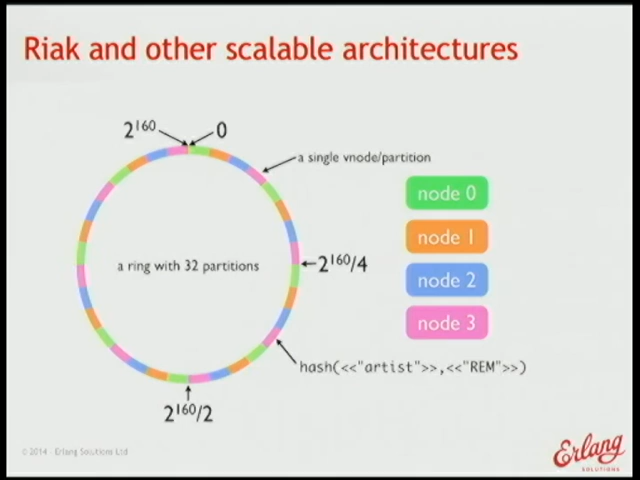 Riak and other scalable architectures
2¹⁶⁰
0
a single vnode/partition
node 0
node 1
node 2
node 3
a ring with 32 partitions
2¹⁶⁰/4
hash(<<"artist">>,<<"REM">>)
2¹⁶⁰/2
© 2014 - Erlang Solutions Ltd
Erlang
SOLUTIONS